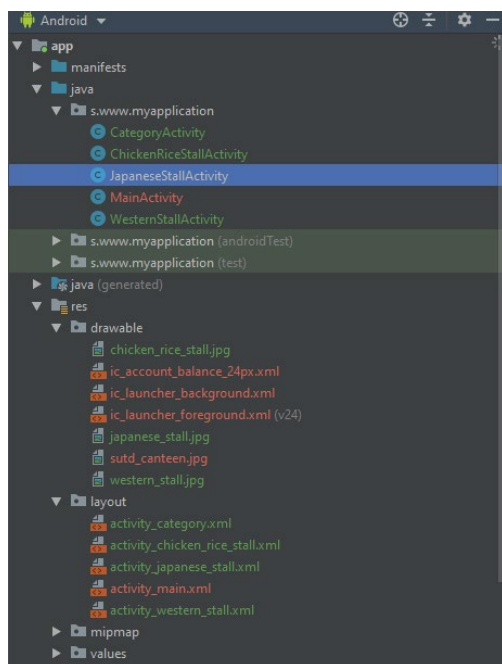 Android
app
manifests
java
s.www.myapplication
CategoryActivity
ChickenRiceStallActivity
JapaneseStallActivity
MainActivity
WesternStallActivity
s.www.myapplication (androidTest)
s.www.myapplication (test)
java (generated)
res
drawable
chicken_rice_stall.jpg
ic_account_balance_24px.xml
ic_launcher_background.xml
ic_launcher_foreground.xml (v24)
japanese_stall.jpg
sutd_canteen.jpg
western_stall.jpg
layout
activity_category.xml
activity_chicken_rice_stall.xml
activity_japanese_stall.xml
activity_main.xml
activity_western_stall.xml
mipmap
values